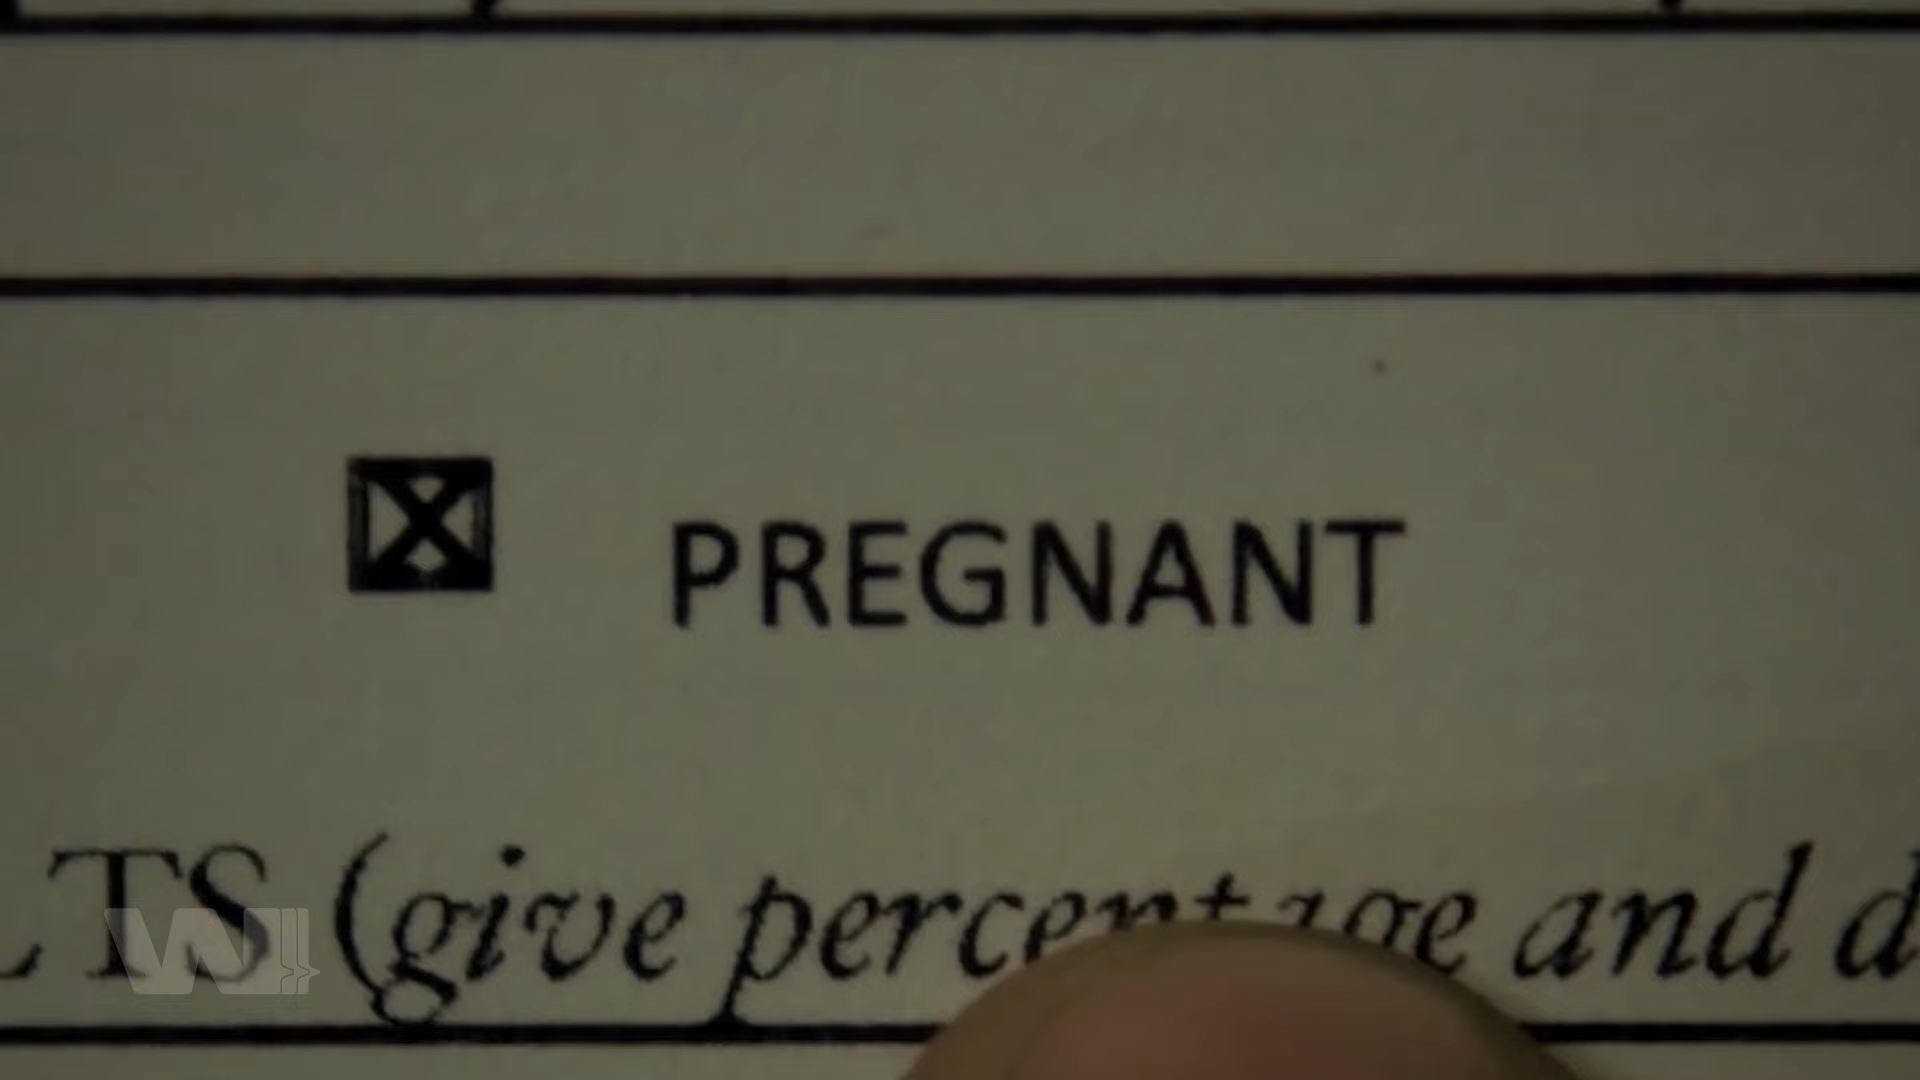 ☒ PREGNANT
TS (give percentage and d
W